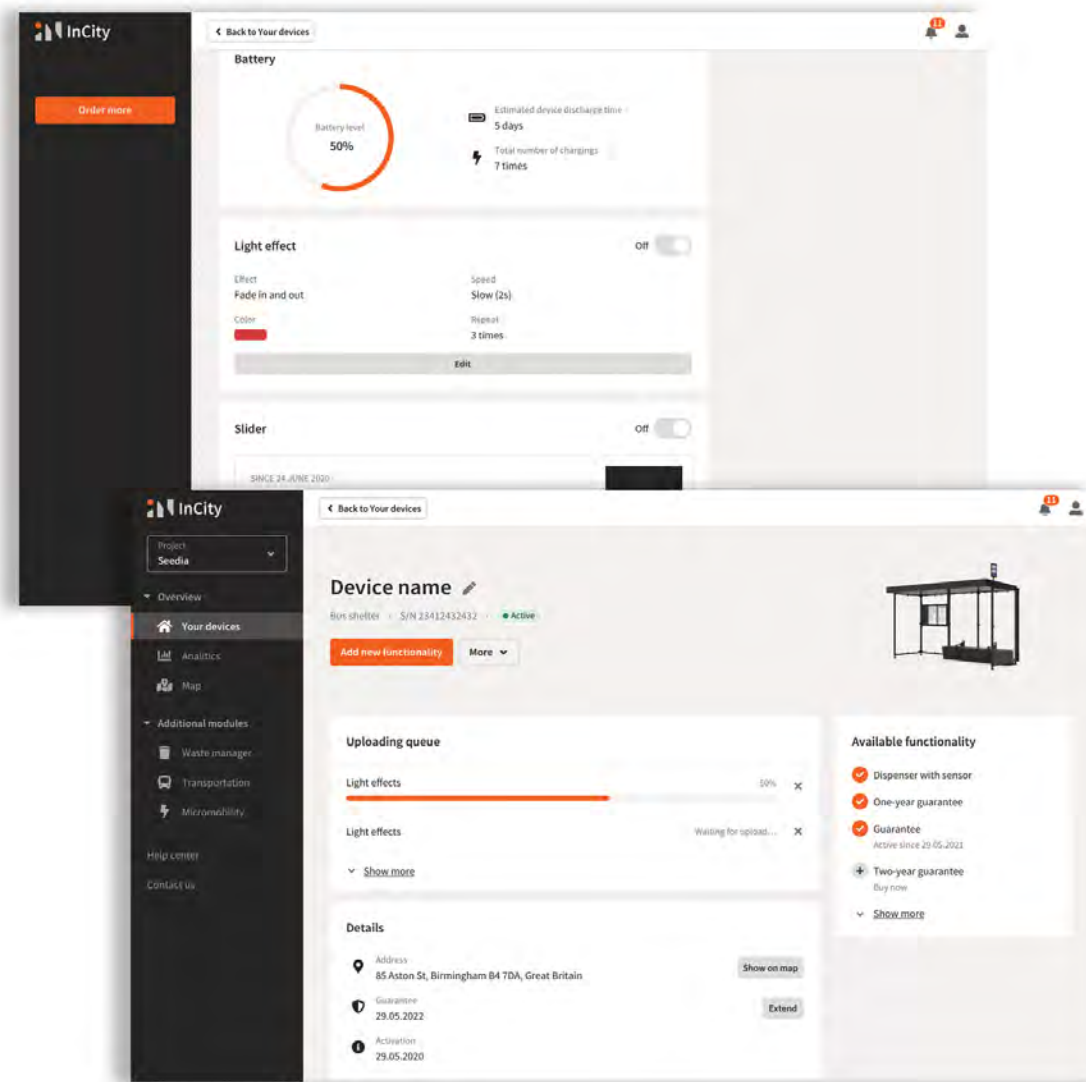 InCity
Back to Your devices
11
Order more
Battery
Battery level
50%
Estimated device discharge time
5 days
Total number of chargings
7 times
Light effect
Off
Effect
Fade in and out
Speed
Slow (2s)
Color
Repeat
3 times
Edit
Slider
Off
SINCE 24 JUNE 2020
InCity
Back to Your devices
11
Project
Seedia
Overview
Your devices
Analitics
Map
Additional modules
Waste manager
Transportation
Micromobility
Help center
Contact us
Device name
Bus shelter · S/N 23412432432 · Active
Add new functionality
More
Uploading queue
Light effects
59%
Light effects
Waiting for upload...
Show more
Details
Address
85 Aston St, Birmingham B4 7DA, Great Britain
Show on map
Guarantee
29.05.2022
Extend
Activation
29.05.2020
Available functionality
Dispenser with sensor
One-year guarantee
Guarantee
Active since 29.05.2021
Two-year guarantee
Buy now
Show more